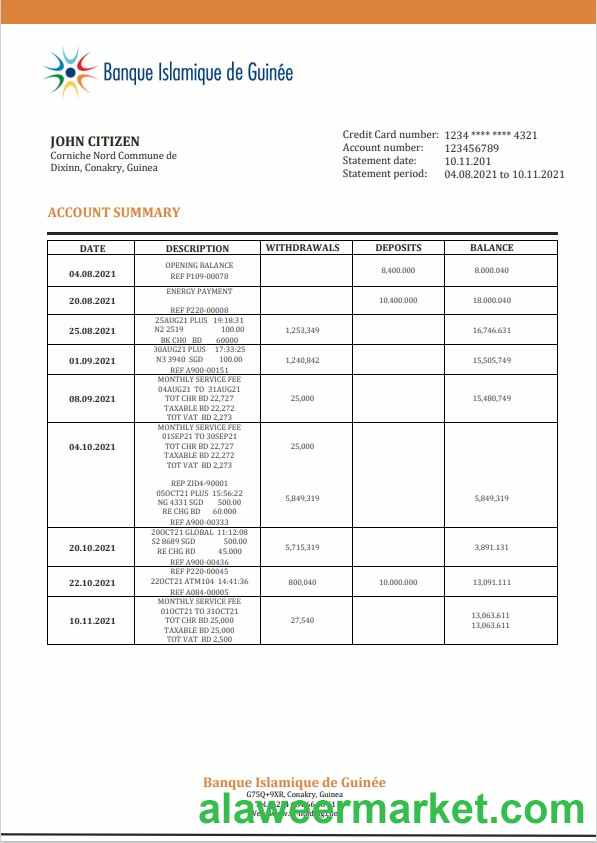 Banque Islamique de Guinée
JOHN CITIZEN
Corniche Nord Commune de
Dixinn, Conakry, Guinea
Credit Card number: 1234 **** **** 4321
Account number: 123456789
Statement date: 10.11.201
Statement period: 04.08.2021 to 10.11.2021
ACCOUNT SUMMARY
DATE DESCRIPTION WITHDRAWALS DEPOSITS BALANCE
04.08.2021 OPENING BALANCE 8,400.000 8.000.040
REF P109-00078
20.08.2021 ENERGY PAYMENT 10,400.000 18.000.040
REF P220-00008
25.08.2021 25AUG21 PLUS 19:18:31 1,253,349 16,746.631
N2 2519 100.00
BK CH0 BD 60000
01.09.2021 30AUG21 PLUS 17:33:25 1,240,842 15,505,749
N3 3940 SGD 100.00
REF A900-00151
08.09.2021 MONTHLY SERVICE FEE 25,000 15,480,749
04AUG21 TO 31AUG21
TOT CHR BD 22,727
TAXABLE BD 22,272
TOT VAT BD 2,273
04.10.2021 MONTHLY SERVICE FEE 25,000
01SEP21 TO 30SEP21
TOT CHR BD 22,727
TAXABLE BD 22,272
TOT VAT BD 2,273
REP ZID4-90001
05OCT21 PLUS 15:56:22 5,849,319 5,849,319
NG 4331 SGD 500.00
RE CHG BD 60.000
REF A900-00333
20.10.2021 20OCT21 GLOBAL 11:12:08 5,715,319 3,891.131
S2 8689 SGD 500.00
RE CHG BD 45.000
REF A900-00436
22.10.2021 REF P220-00045 800,040 10.000.000 13,091.111
22OCT21 ATM104 14:41:36
REF A084-00005
10.11.2021 MONTHLY SERVICE FEE 27,540 13,063.611
01OCT21 TO 31OCT21 13,063.611
TOT CHR BD 25,000
TAXABLE BD 25,000
TOT VAT BD 2,500
Banque Islamique de Guinée
G75Q+9XR, Conakry, Guinea
alaweermarket.com